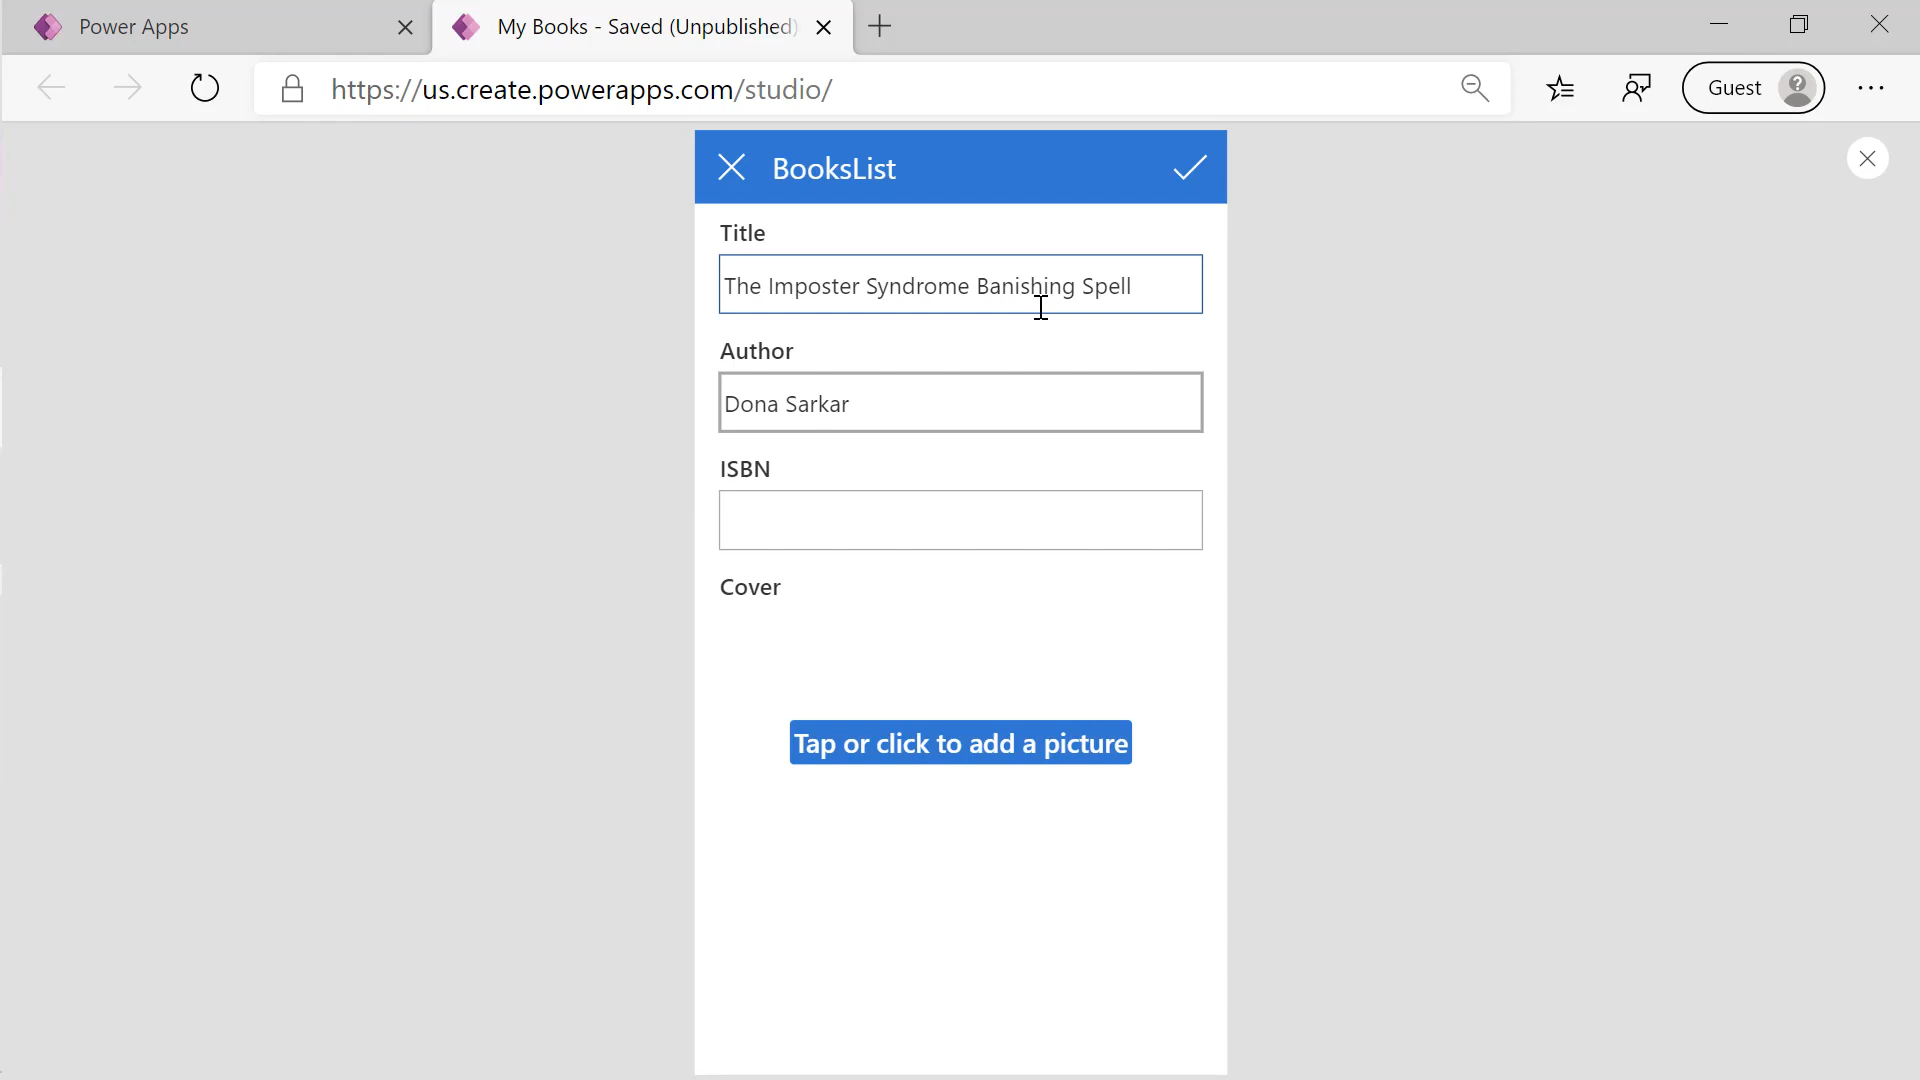 Power Apps
My Books - Saved (Unpublished)
https://us.create.powerapps.com/studio/
Guest
BooksList
Title
The Imposter Syndrome Banishing Spell
Author
Dona Sarkar
ISBN
Cover
Tap or click to add a picture